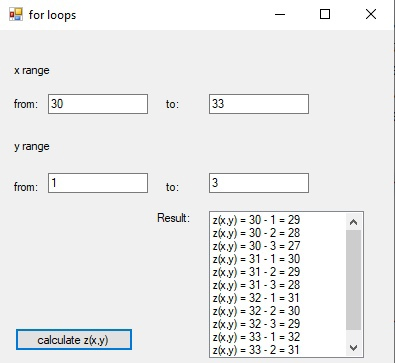 for loops
x range
from: 30 to: 33
y range
from: 1 to: 3
Result:
z(x,y) = 30 - 1 = 29
z(x,y) = 30 - 2 = 28
z(x,y) = 30 - 3 = 27
z(x,y) = 31 - 1 = 30
z(x,y) = 31 - 2 = 29
z(x,y) = 31 - 3 = 28
z(x,y) = 32 - 1 = 31
z(x,y) = 32 - 2 = 30
z(x,y) = 32 - 3 = 29
z(x,y) = 33 - 1 = 32
z(x,y) = 33 - 2 = 31
calculate z(x,y)